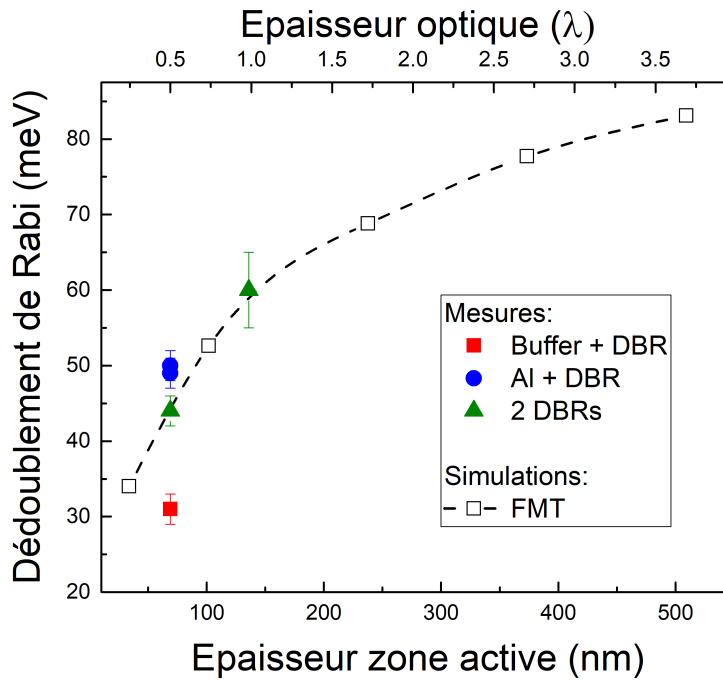 Epaisseur optique (λ)
0.0 0.5 1.0 1.5 2.0 2.5 3.0 3.5
Dédoublement de Rabi (meV)
80
70
60
50
40
30
20
Mesures:
Buffer + DBR
Al + DBR
2 DBRs
Simulations:
FMT
100 200 300 400 500
Epaisseur zone active (nm)